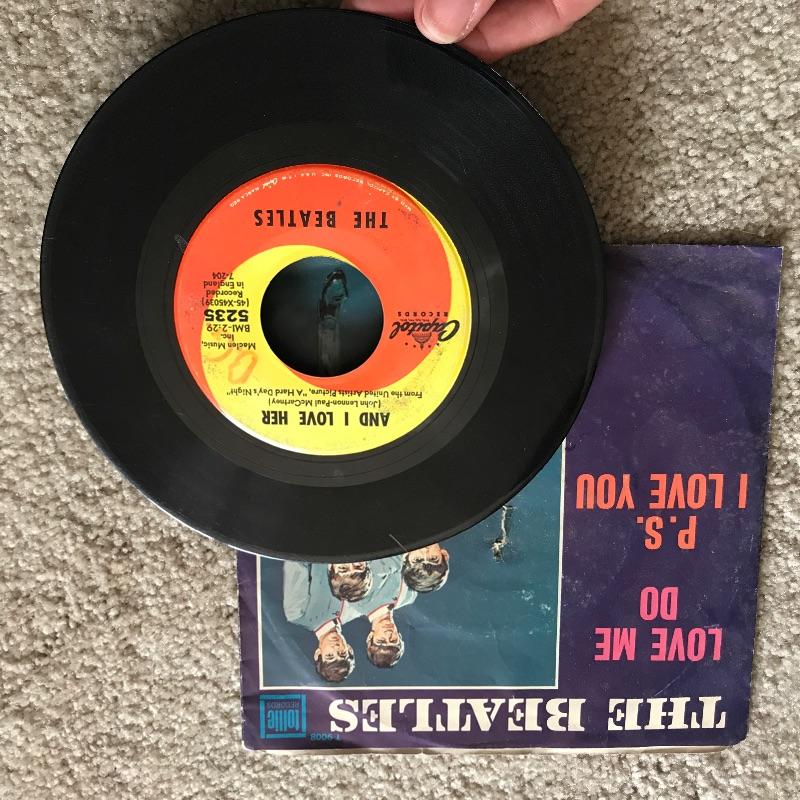 THE BEATLES
tollie
RECORDS
T 9008
LOVE ME
DO
P.S.
I LOVE YOU
AND I LOVE HER
(John Lennon-Paul McCartney)
From the United Artists Picture, "A Hard Day's Night"
Capitol
RECORDS
Maclen Music,
Inc.
BMI-2:29
5235
(45-X45039)
Recorded
in England
7-204
THE BEATLES